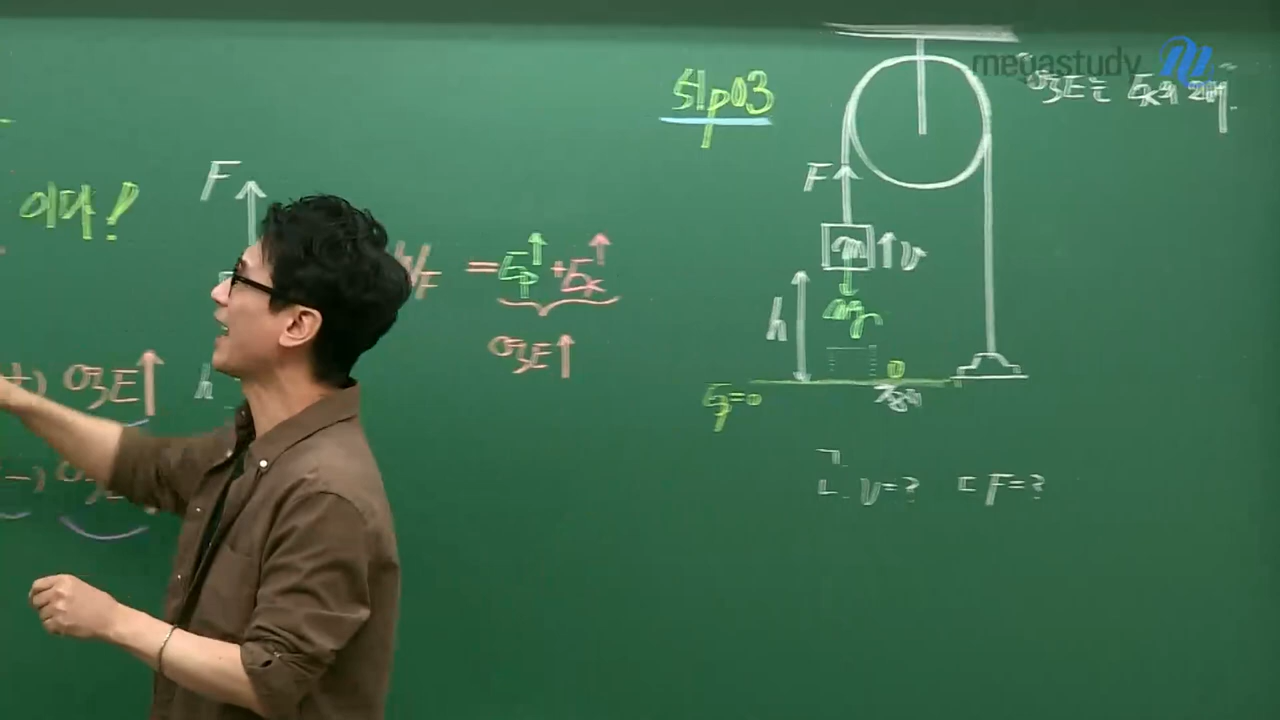 megastudy
51p03
역E는 Ek의 2배
이다!
F
F
m
v
W_F = Ep↑ + Ek↑
mg
h
역E↑
+) 역E↑
h
0
Ep=0
정지
-)
ㄱ.
ㄴ. v=?
ㄷ F=?